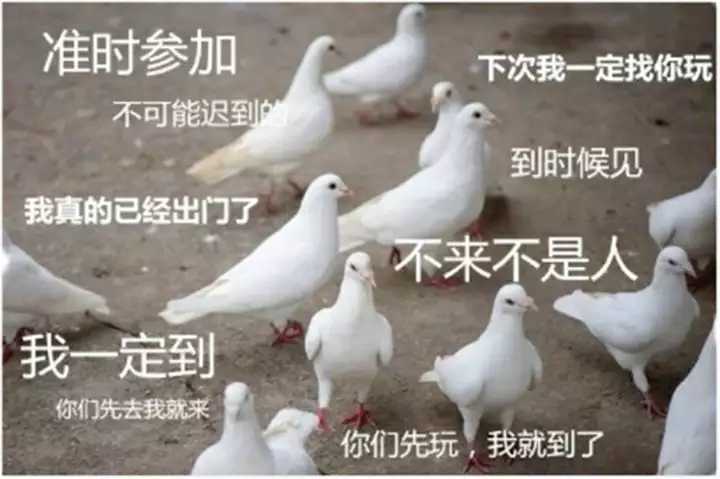 准时参加
下次我一定找你玩
不可能迟到的
到时候见
我真的已经出门了
不来不是人
我一定到
你们先去我就来
你们先玩，我就到了